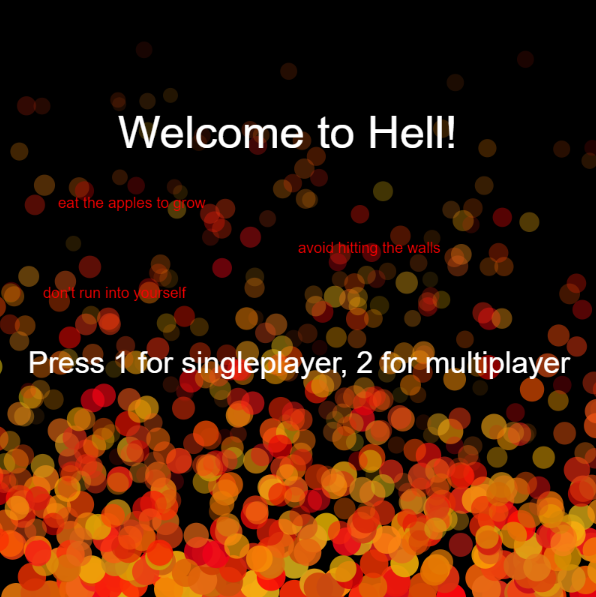 Welcome to Hell!
eat the apples to grow
avoid hitting the walls
don't run into yourself
Press 1 for singleplayer, 2 for multiplayer